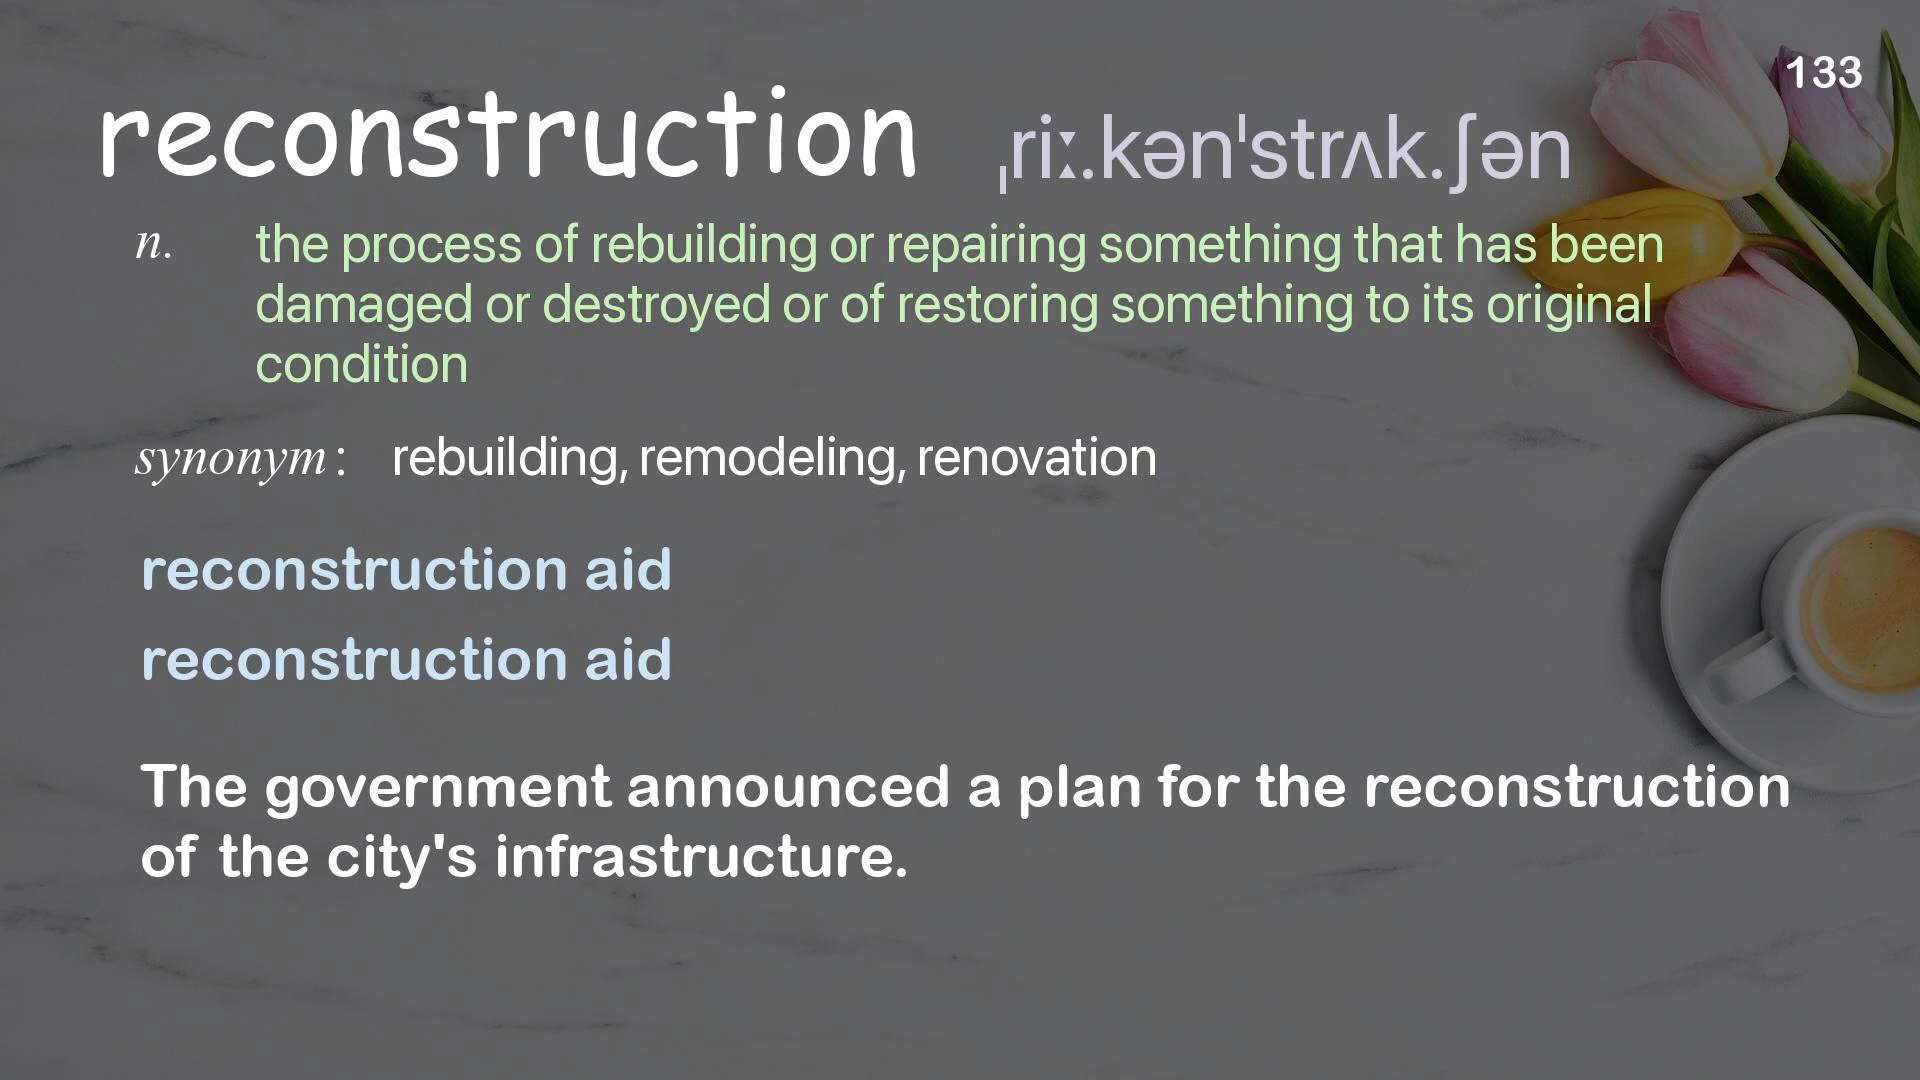 133
reconstruction ˌriː.kən'strʌk.ʃən
n. the process of rebuilding or repairing something that has been
damaged or destroyed or of restoring something to its original
condition
synonym : rebuilding, remodeling, renovation
reconstruction aid
reconstruction aid
The government announced a plan for the reconstruction
of the city's infrastructure.